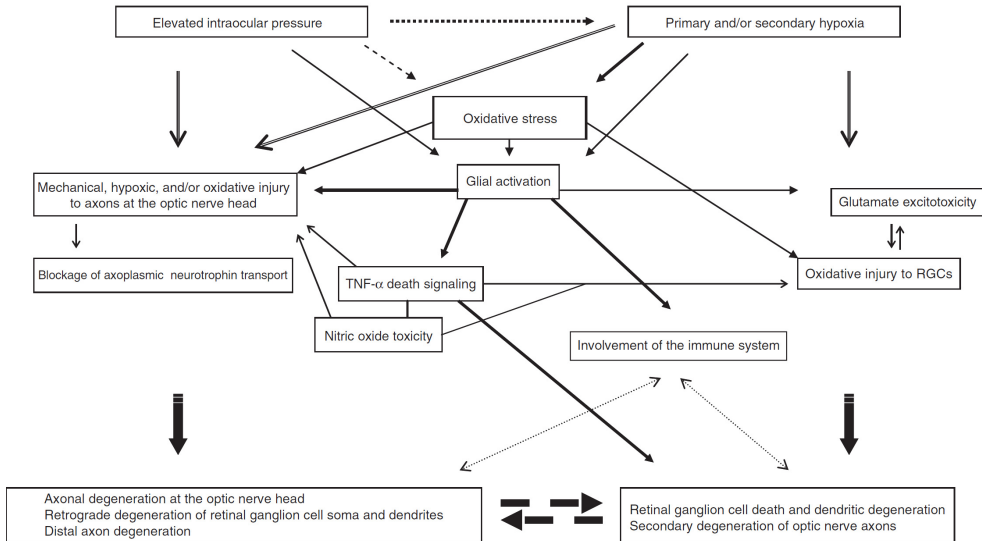 Elevated intraocular pressure
Primary and/or secondary hypoxia
Oxidative stress
Mechanical, hypoxic, and/or oxidative injury
to axons at the optic nerve head
Glial activation
Glutamate excitotoxicity
Blockage of axoplasmic neurotrophin transport
TNF-α death signaling
Oxidative injury to RGCs
Nitric oxide toxicity
Involvement of the immune system
Axonal degeneration at the optic nerve head
Retrograde degeneration of retinal ganglion cell soma and dendrites
Distal axon degeneration
Retinal ganglion cell death and dendritic degeneration
Secondary degeneration of optic nerve axons